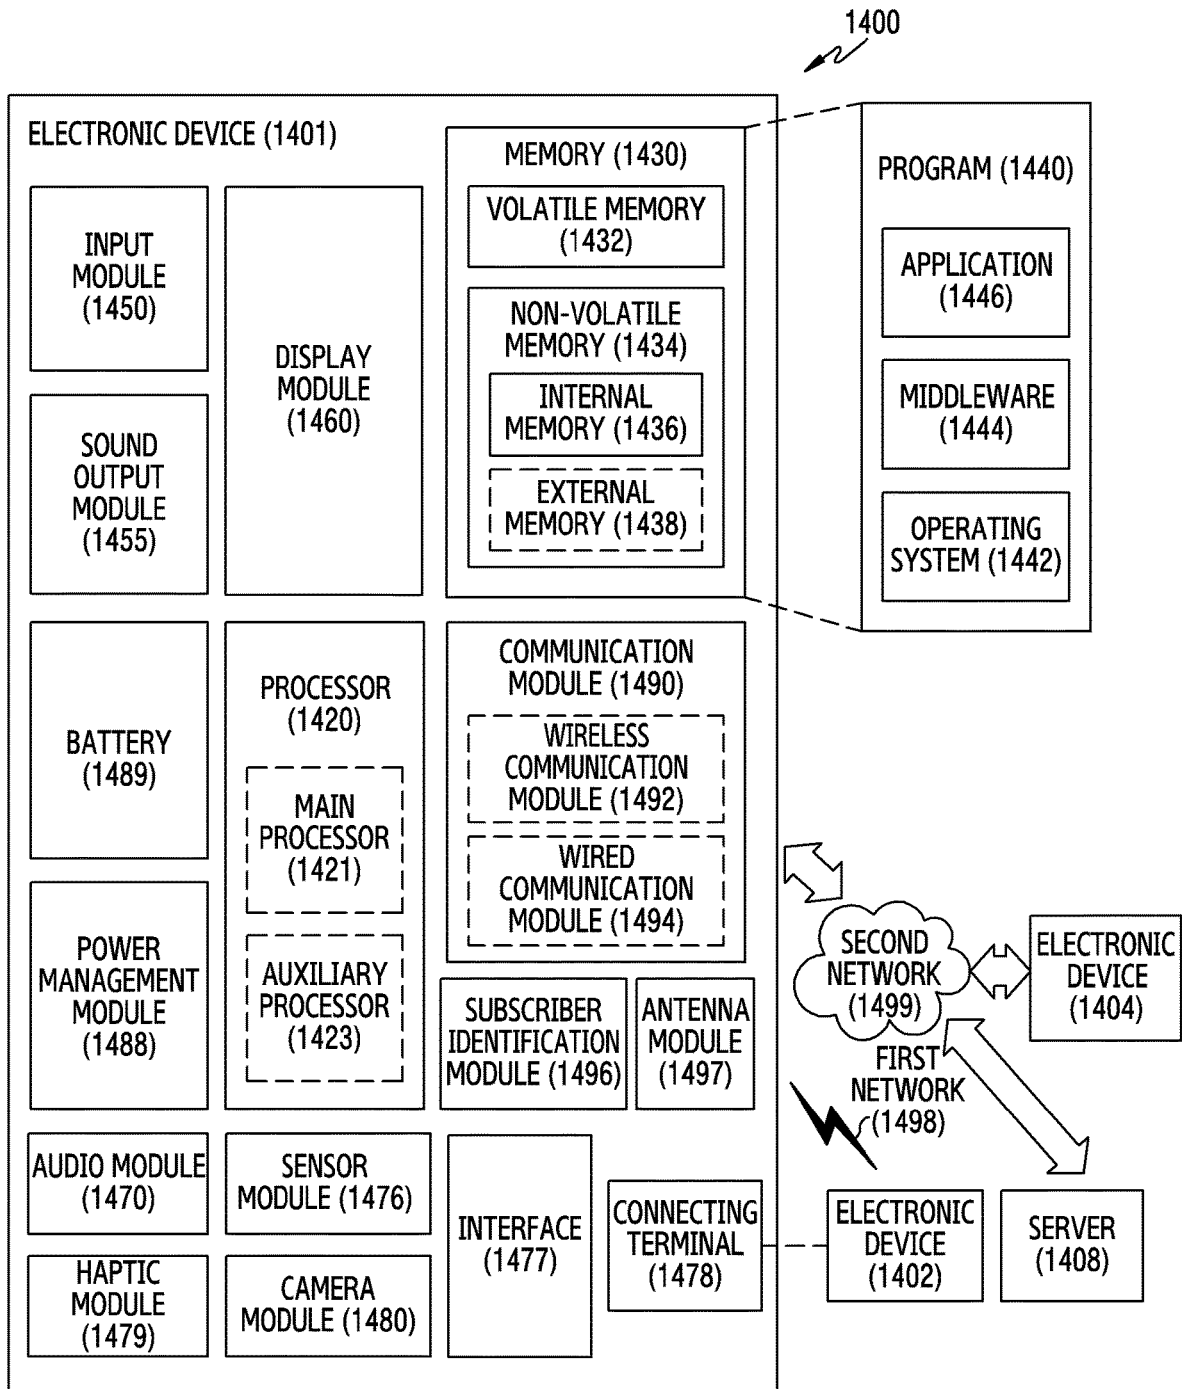 1400
ELECTRONIC DEVICE (1401)
INPUT
MODULE
(1450)
SOUND
OUTPUT
MODULE
(1455)
DISPLAY
MODULE
(1460)
MEMORY (1430)
VOLATILE MEMORY
(1432)
NON-VOLATILE
MEMORY (1434)
INTERNAL
MEMORY (1436)
EXTERNAL
MEMORY (1438)
PROGRAM (1440)
APPLICATION
(1446)
MIDDLEWARE
(1444)
OPERATING
SYSTEM (1442)
BATTERY
(1489)
POWER
MANAGEMENT
MODULE
(1488)
PROCESSOR
(1420)
MAIN
PROCESSOR
(1421)
AUXILIARY
PROCESSOR
(1423)
COMMUNICATION
MODULE (1490)
WIRELESS
COMMUNICATION
MODULE (1492)
WIRED
COMMUNICATION
MODULE (1494)
SUBSCRIBER
IDENTIFICATION
MODULE (1496)
ANTENNA
MODULE
(1497)
SECOND
NETWORK
(1499)
ELECTRONIC
DEVICE
(1404)
FIRST
NETWORK
(1498)
AUDIO MODULE
(1470)
SENSOR
MODULE (1476)
HAPTIC
MODULE
(1479)
CAMERA
MODULE (1480)
INTERFACE
(1477)
CONNECTING
TERMINAL
(1478)
ELECTRONIC
DEVICE
(1402)
SERVER
(1408)